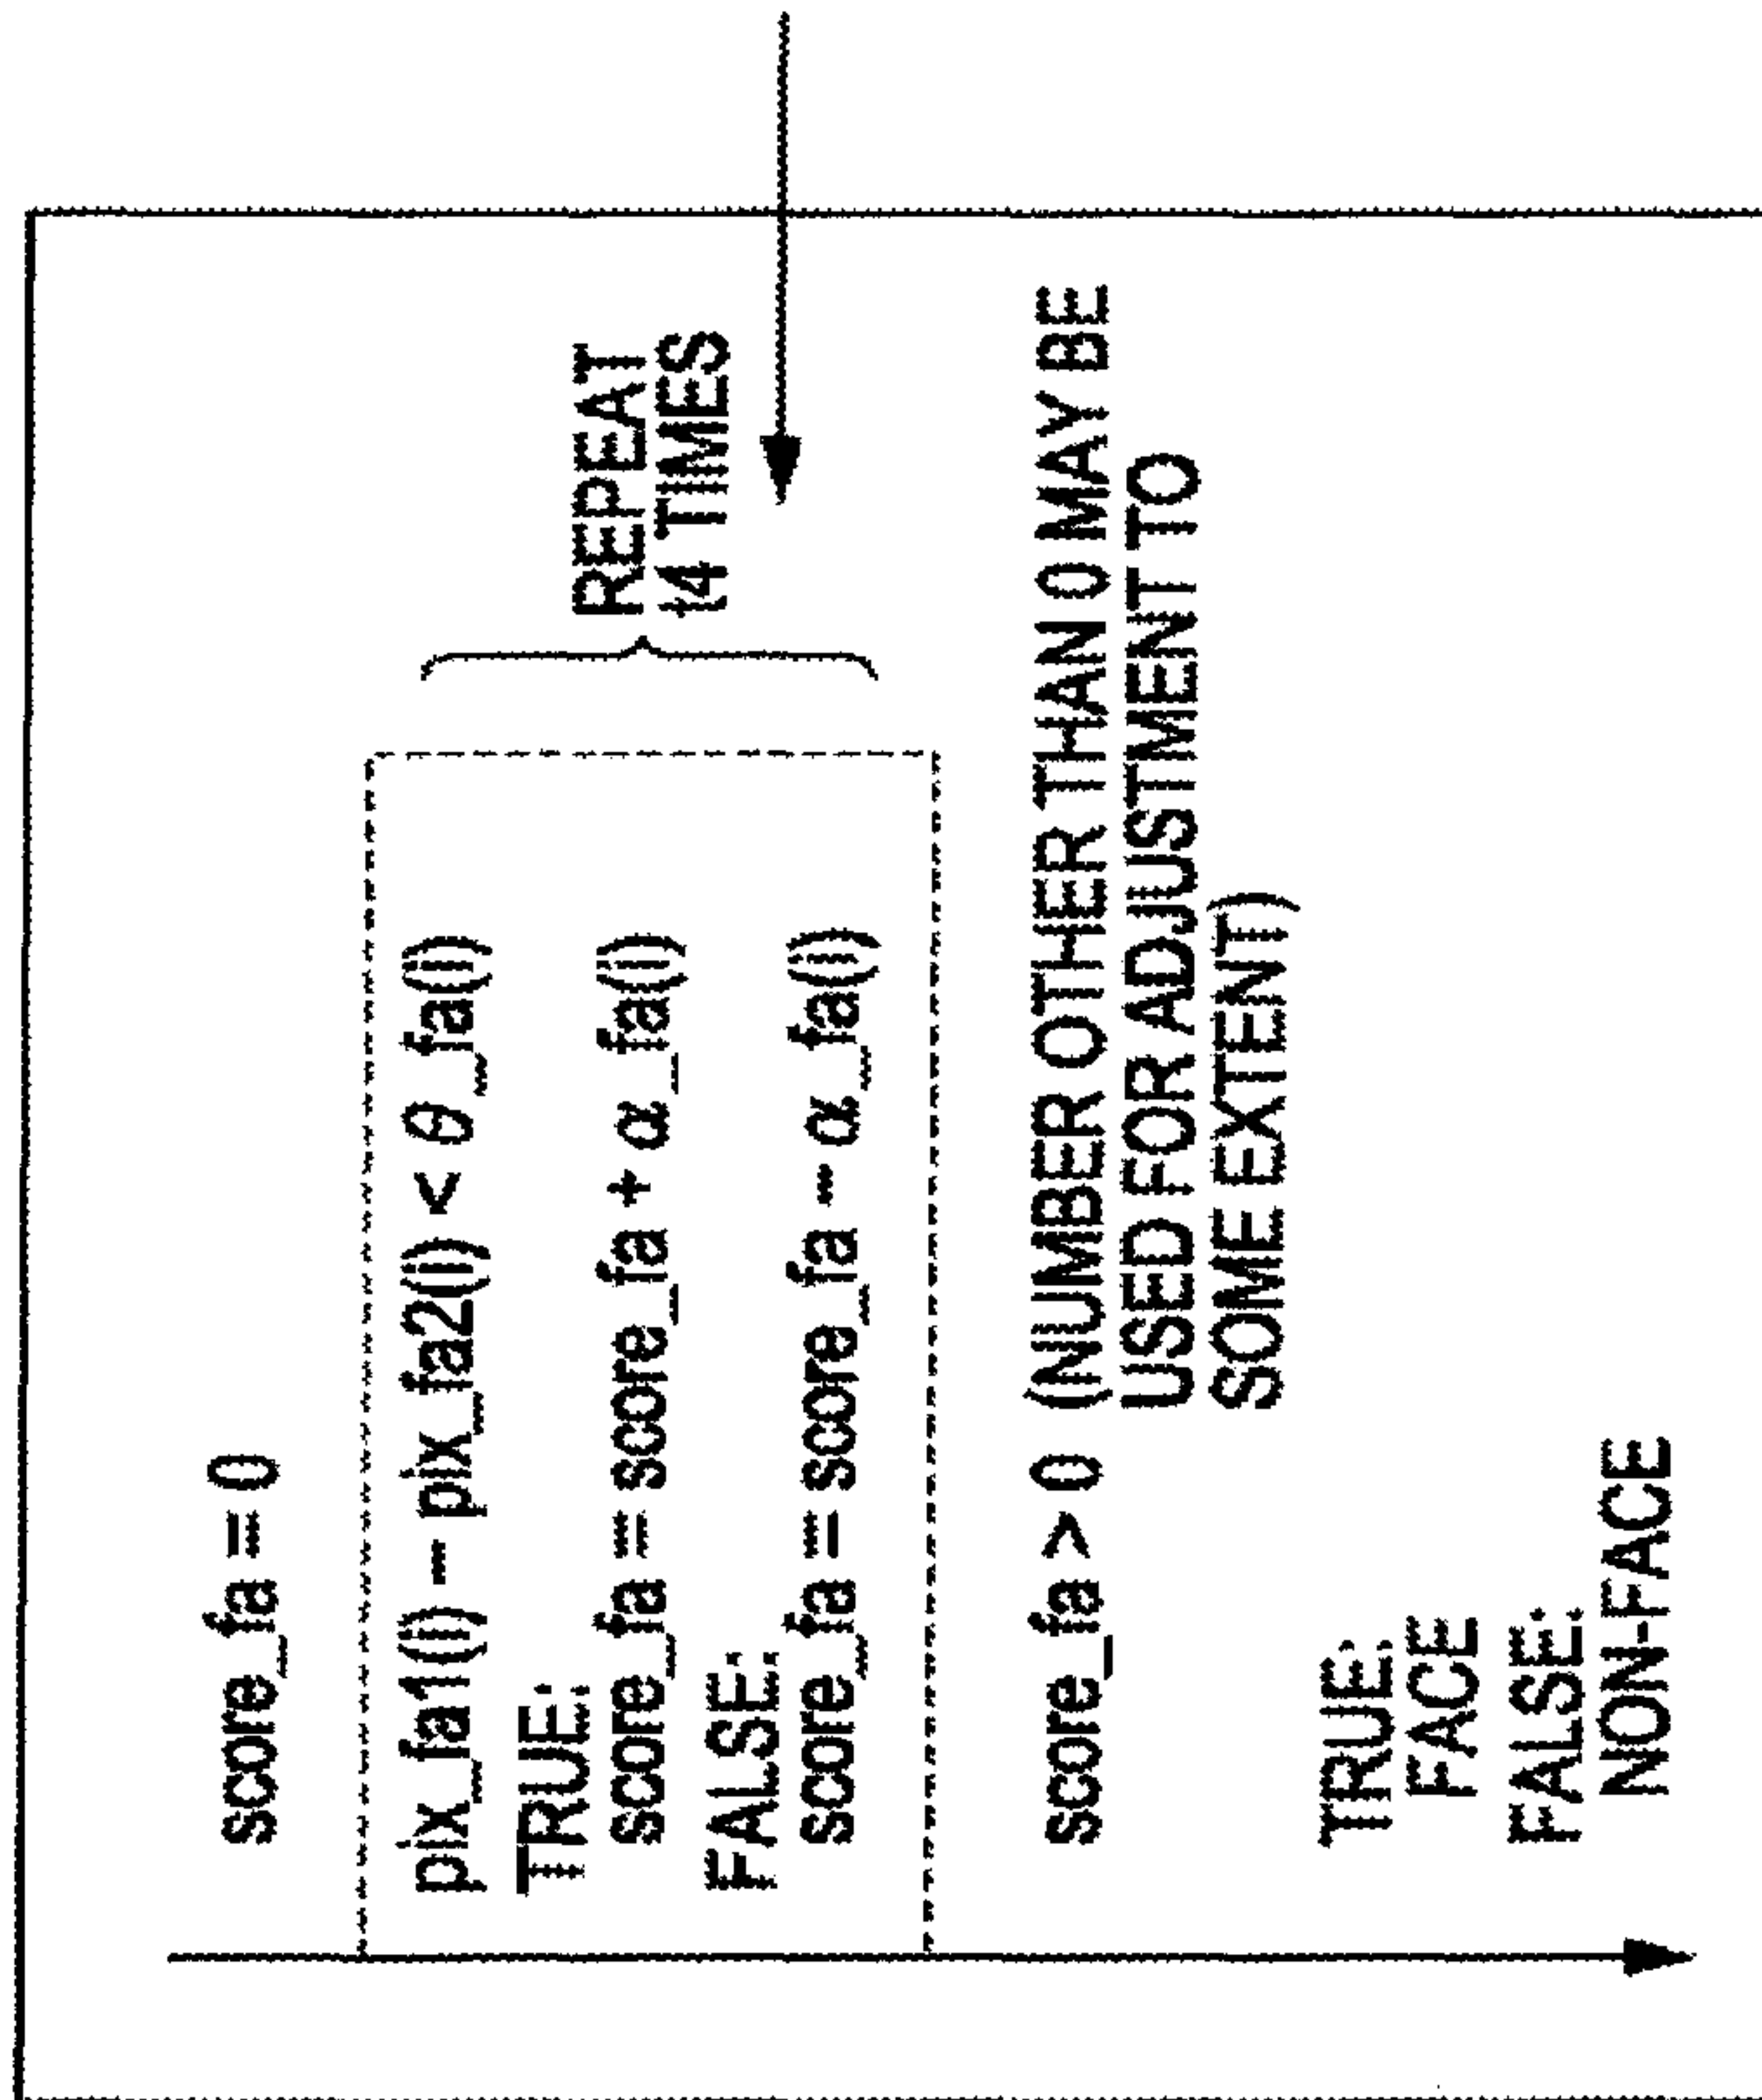 score_fa = 0
pix_fa1(i) − pix_fa2(i) < θ_fa(i)
TRUE:
score_fa = score_fa + α_fa(i)
FALSE:
score_fa = score_fa − α_fa(i)
REPEAT
t4 TIMES
score_fa > 0 (NUMBER OTHER THAN 0 MAY BE
USED FOR ADJUSTMENT TO
SOME EXTENT)
TRUE:
FACE
FALSE:
NON-FACE